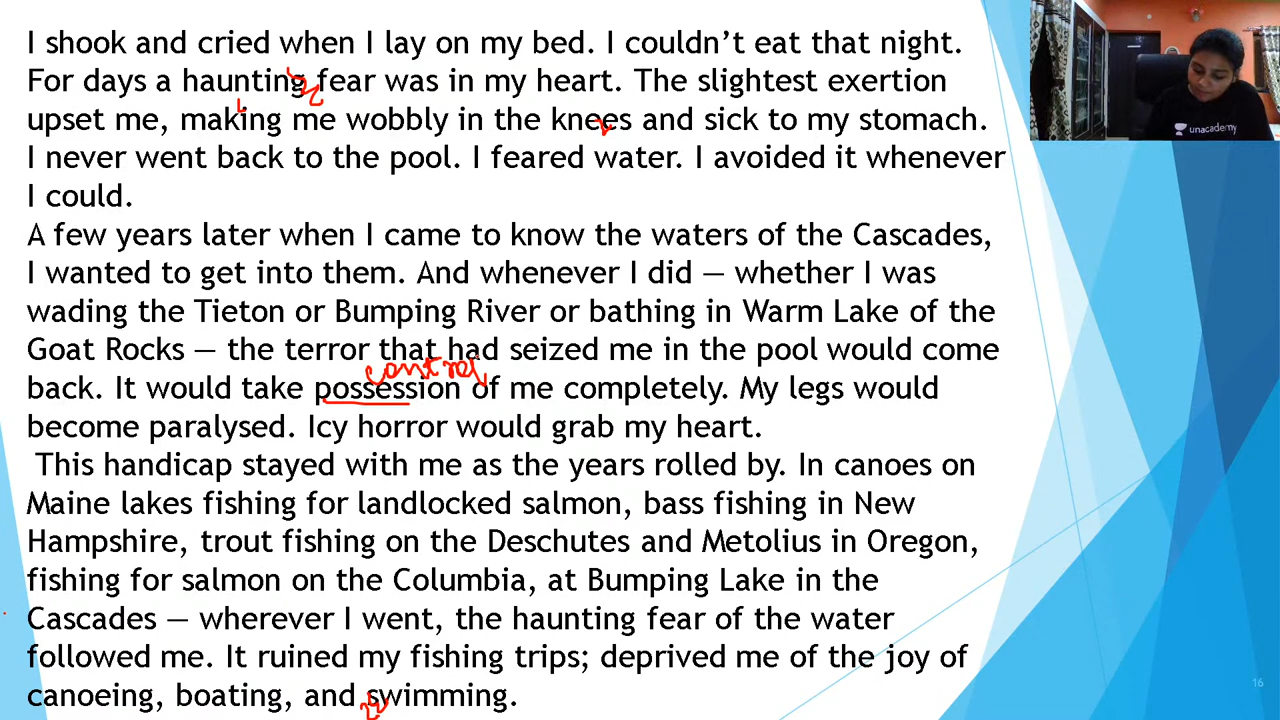 I shook and cried when I lay on my bed. I couldn’t eat that night.
For days a haunting fear was in my heart. The slightest exertion
upset me, making me wobbly in the knees and sick to my stomach.
I never went back to the pool. I feared water. I avoided it whenever
I could.
A few years later when I came to know the waters of the Cascades,
I wanted to get into them. And whenever I did — whether I was
wading the Tieton or Bumping River or bathing in Warm Lake of the
Goat Rocks — the terror that had seized me in the pool would come
control
back. It would take possession of me completely. My legs would
become paralysed. Icy horror would grab my heart.
This handicap stayed with me as the years rolled by. In canoes on
Maine lakes fishing for landlocked salmon, bass fishing in New
Hampshire, trout fishing on the Deschutes and Metolius in Oregon,
fishing for salmon on the Columbia, at Bumping Lake in the
Cascades — wherever I went, the haunting fear of the water
followed me. It ruined my fishing trips; deprived me of the joy of
canoeing, boating, and swimming.
unacademy
16